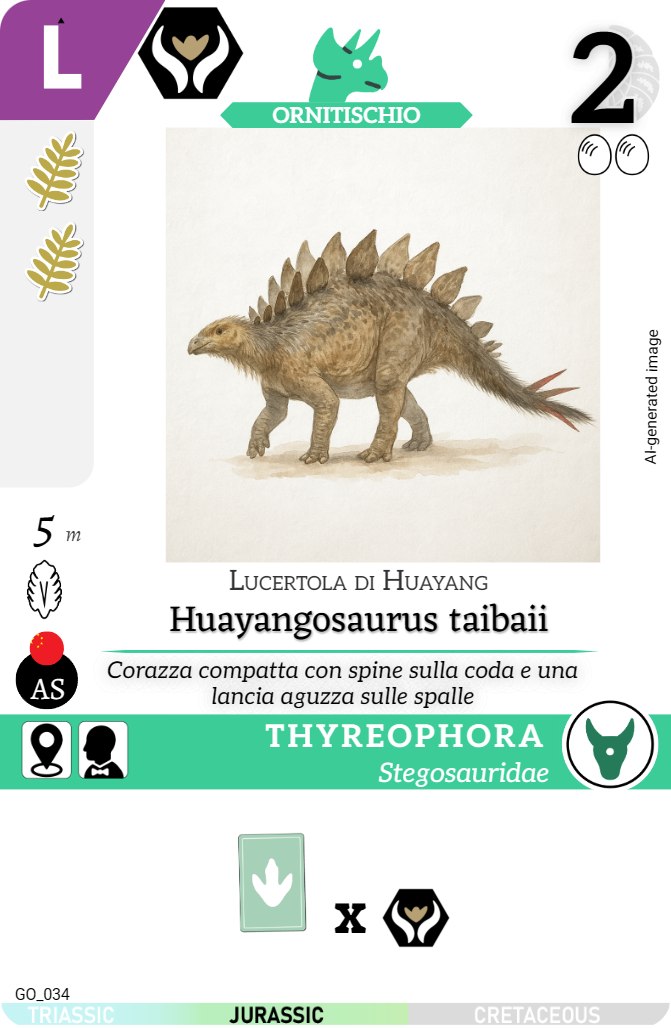 L
2
ORNITISCHIO
AI-generated image
5 m
AS
Lucertola di Huayang
Huayangosaurus taibaii
Corazza compatta con spine sulla coda e una
lancia aguzza sulle spalle
THYREOPHORA
Stegosauridae
x
GO_034
TRIASSIC JURASSIC CRETACEOUS